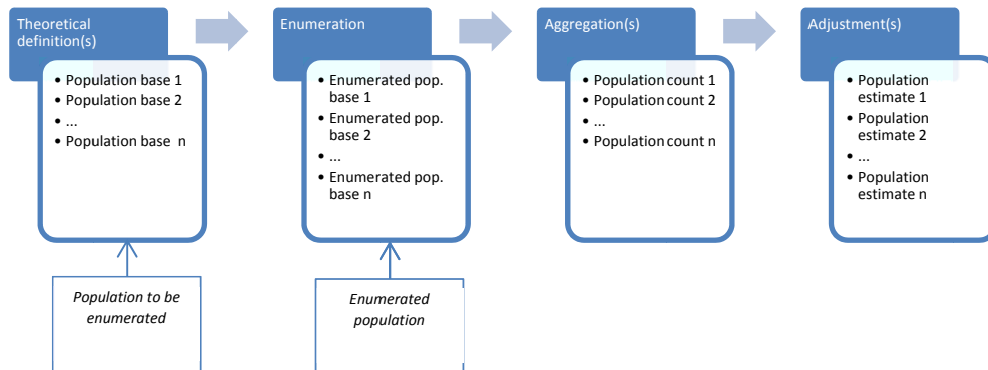 Theoretical
definition(s)
• Population base 1
• Population base 2
• ...
• Population base n
Population to be
enumerated
Enumeration
• Enumerated pop.
base 1
• Enumerated pop.
base 2
• ...
• Enumerated pop.
base n
Enumerated
population
Aggregation(s)
• Population count 1
• Population count 2
• ...
• Population count n
Adjustment(s)
• Population
estimate 1
• Population
estimate 2
• ...
• Population
estimate n